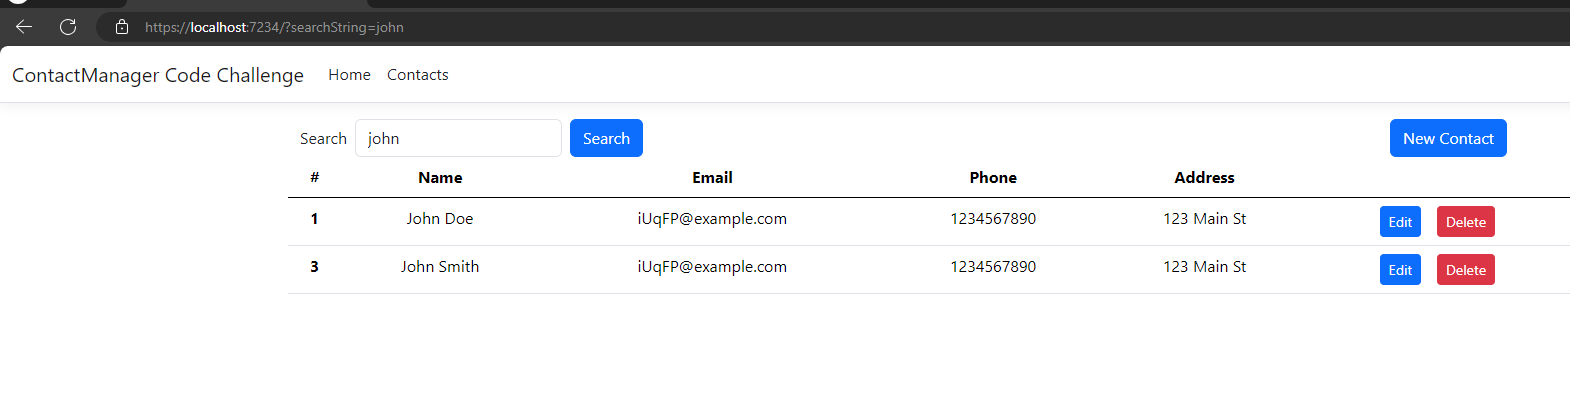 https://localhost:7234/?searchString=john
ContactManager Code Challenge Home Contacts
Search john Search New Contact
# Name Email Phone Address
1 John Doe iUqFP@example.com 1234567890 123 Main St Edit Delete
3 John Smith iUqFP@example.com 1234567890 123 Main St Edit Delete